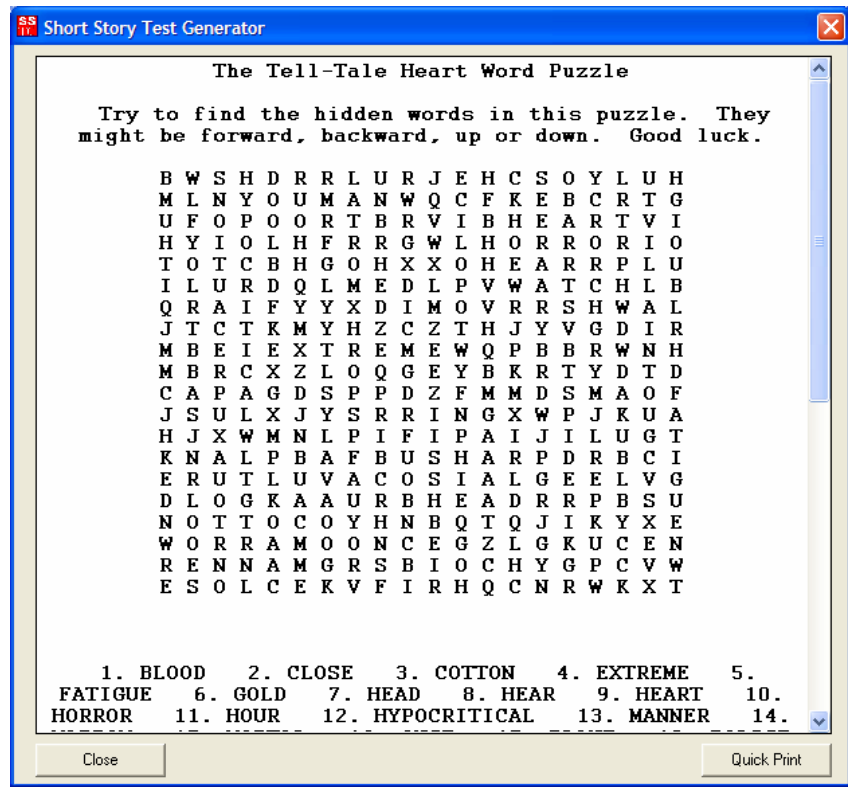 SS
Short Story Test Generator
The Tell-Tale Heart Word Puzzle
Try to find the hidden words in this puzzle. They
might be forward, backward, up or down. Good luck.
B W S H D R R L U R J E H C S O Y L U H
M L N Y O U M A N W Q C F K E B C R T G
U F O P O O R T B R V I B H E A R T V I
H Y I O L H F R R G W L H O R R O R I O
T O T C B H G O H X X O H E A R R P L U
I L U R D Q L M E D L P V W A T C H L B
Q R A I F Y Y X D I M O V R R S H W A L
J T C T K M Y H Z C Z T H J Y V G D I R
M B E I E X T R E M E W Q P B B R W N H
M B R C X Z L O Q G E Y B K R T Y D T D
C A P A G D S P P D Z F M M D S M A O F
J S U L X J Y S R R I N G X W P J K U A
H J X W M N L P I F I P A I J I L U G T
K N A L P B A F B U S H A R P D R B C I
E R U T L U V A C O S I A L G E E L V G
D L O G K A A U R B H E A D R R P B S U
N O T T O C O Y H N B Q T Q J I K Y X E
W O R R A M O O N C E G Z L G K U C E N
R E N N A M G R S B I O C H Y G P C V W
E S O L C E K V F I R H Q C N R W K X T
1. BLOOD 2. CLOSE 3. COTTON 4. EXTREME 5.
FATIGUE 6. GOLD 7. HEAD 8. HEAR 9. HEART 10.
HORROR 11. HOUR 12. HYPOCRITICAL 13. MANNER 14.
Close
Quick Print